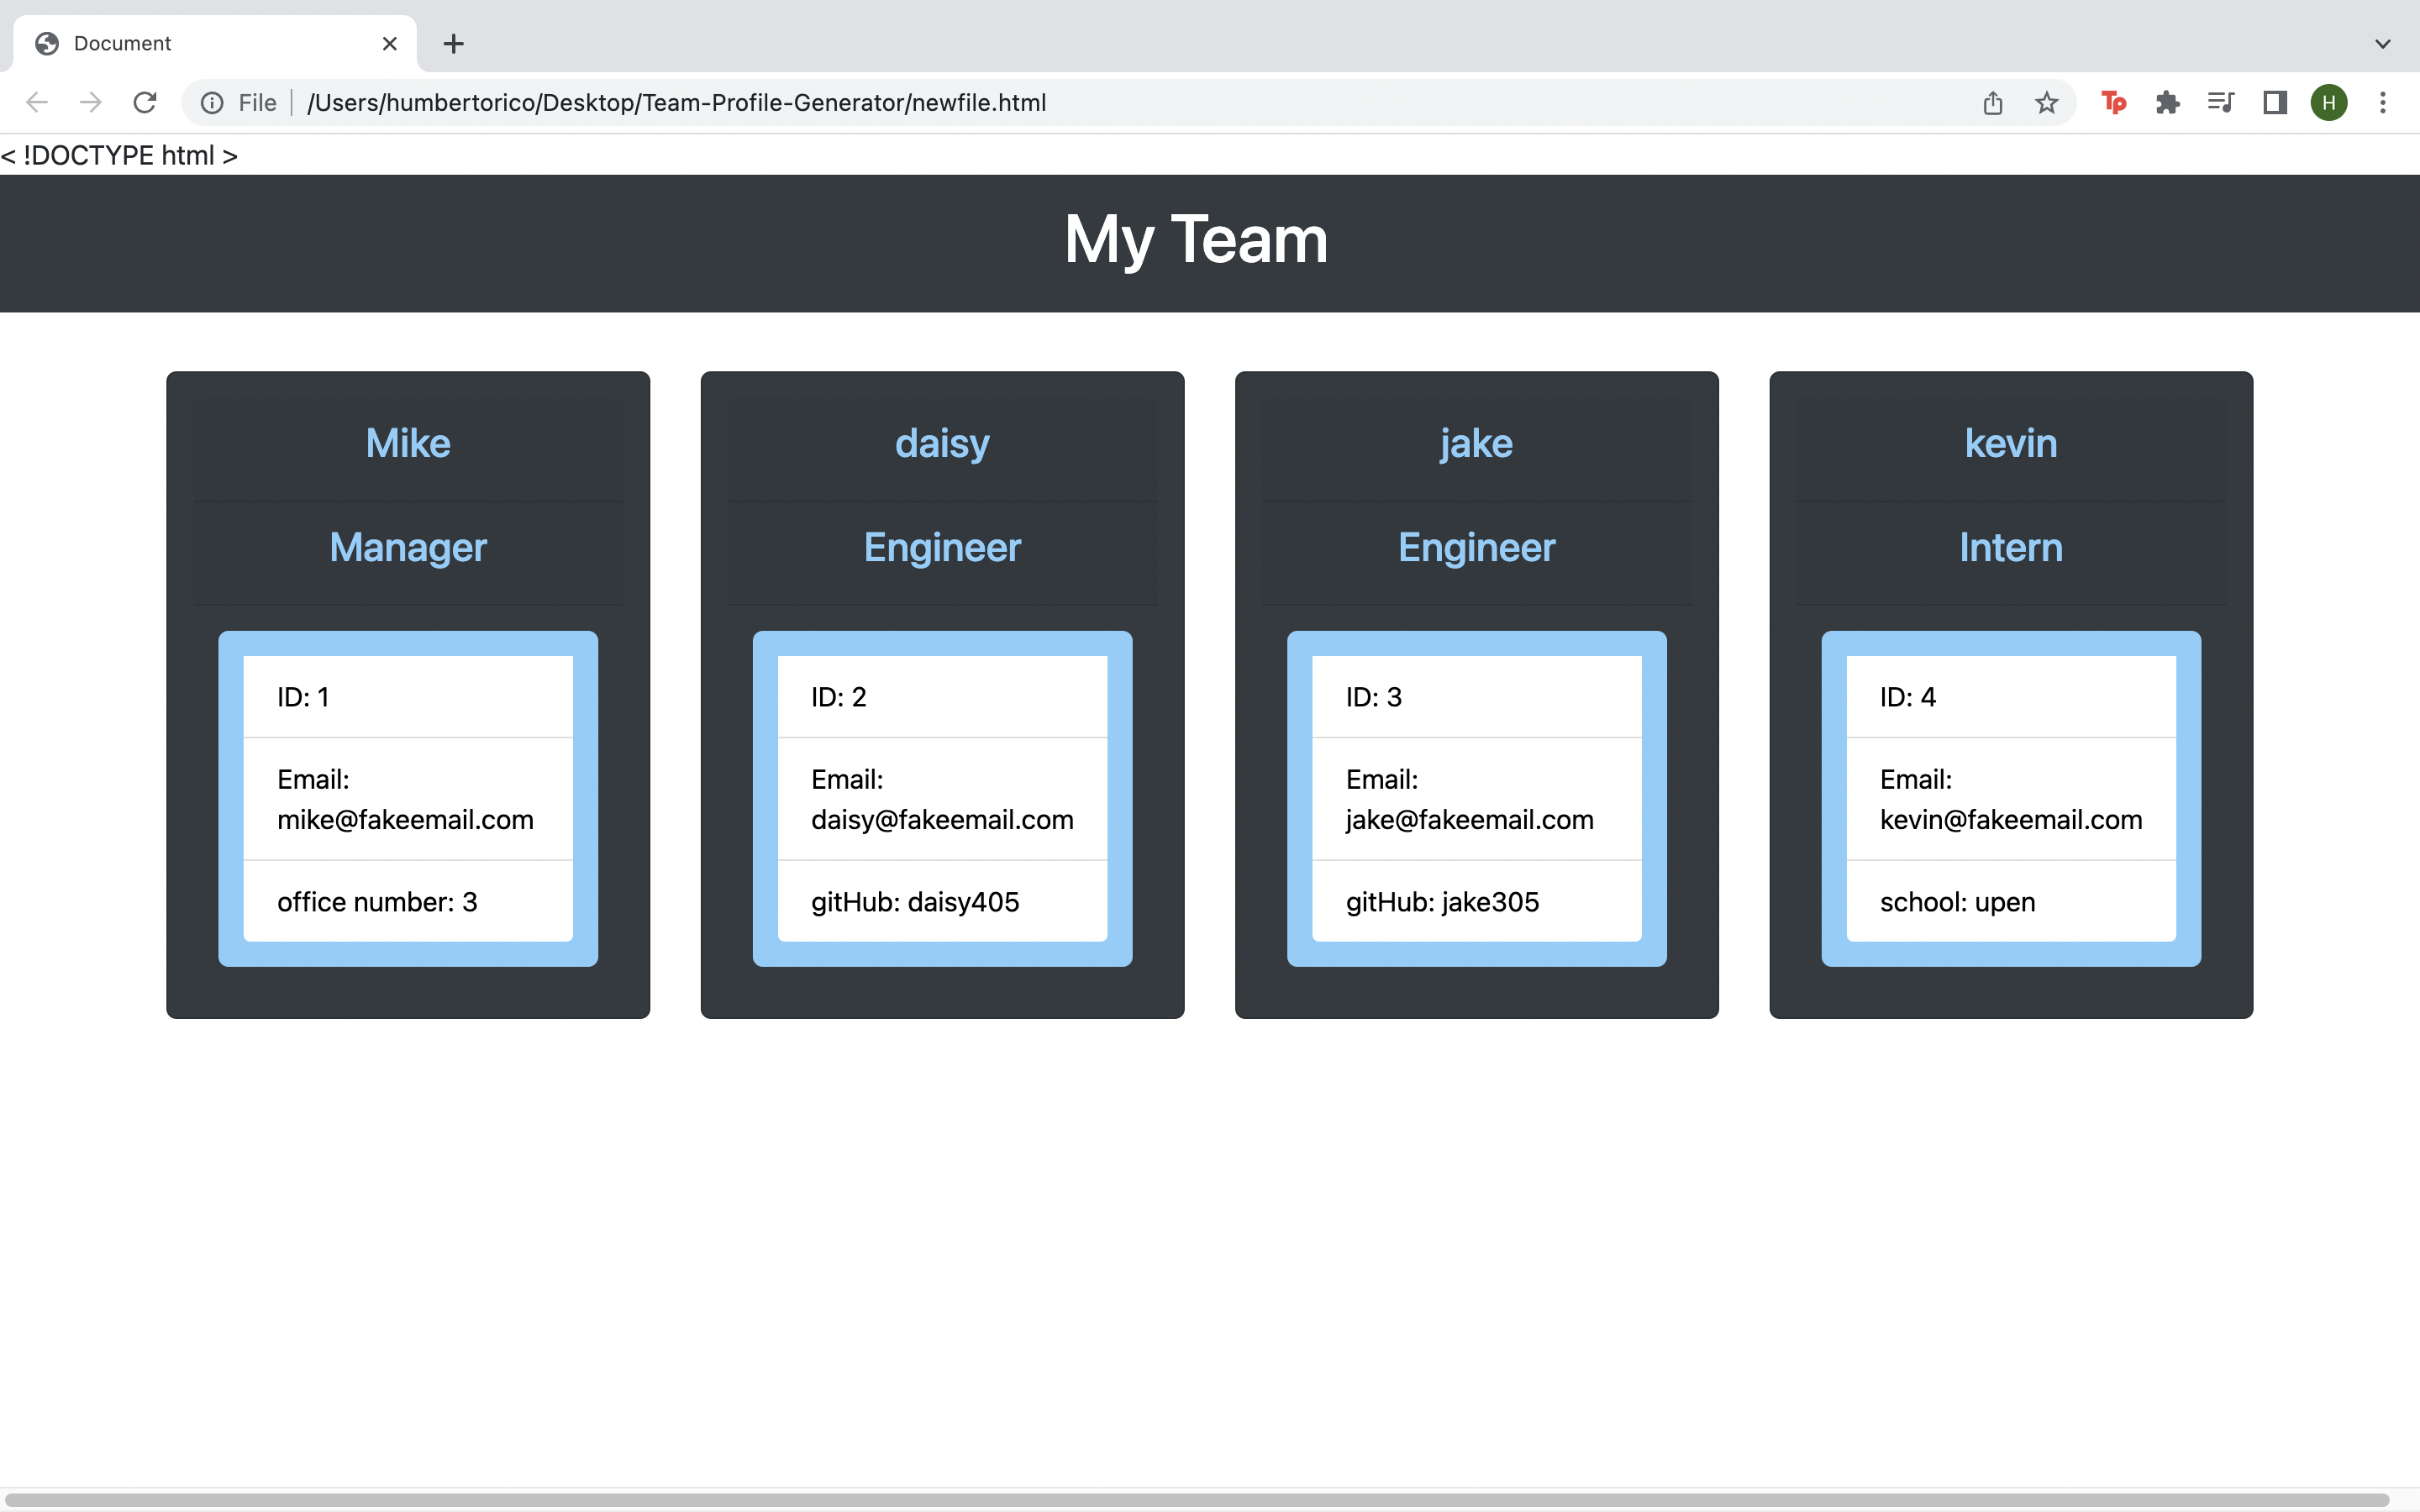 Document
File /Users/humbertorico/Desktop/Team-Profile-Generator/newfile.html
Tp
H
< !DOCTYPE html >
My Team
Mike
Manager
ID: 1
Email:
mike@fakeemail.com
office number: 3
daisy
Engineer
ID: 2
Email:
daisy@fakeemail.com
gitHub: daisy405
jake
Engineer
ID: 3
Email:
jake@fakeemail.com
gitHub: jake305
kevin
Intern
ID: 4
Email:
kevin@fakeemail.com
school: upen